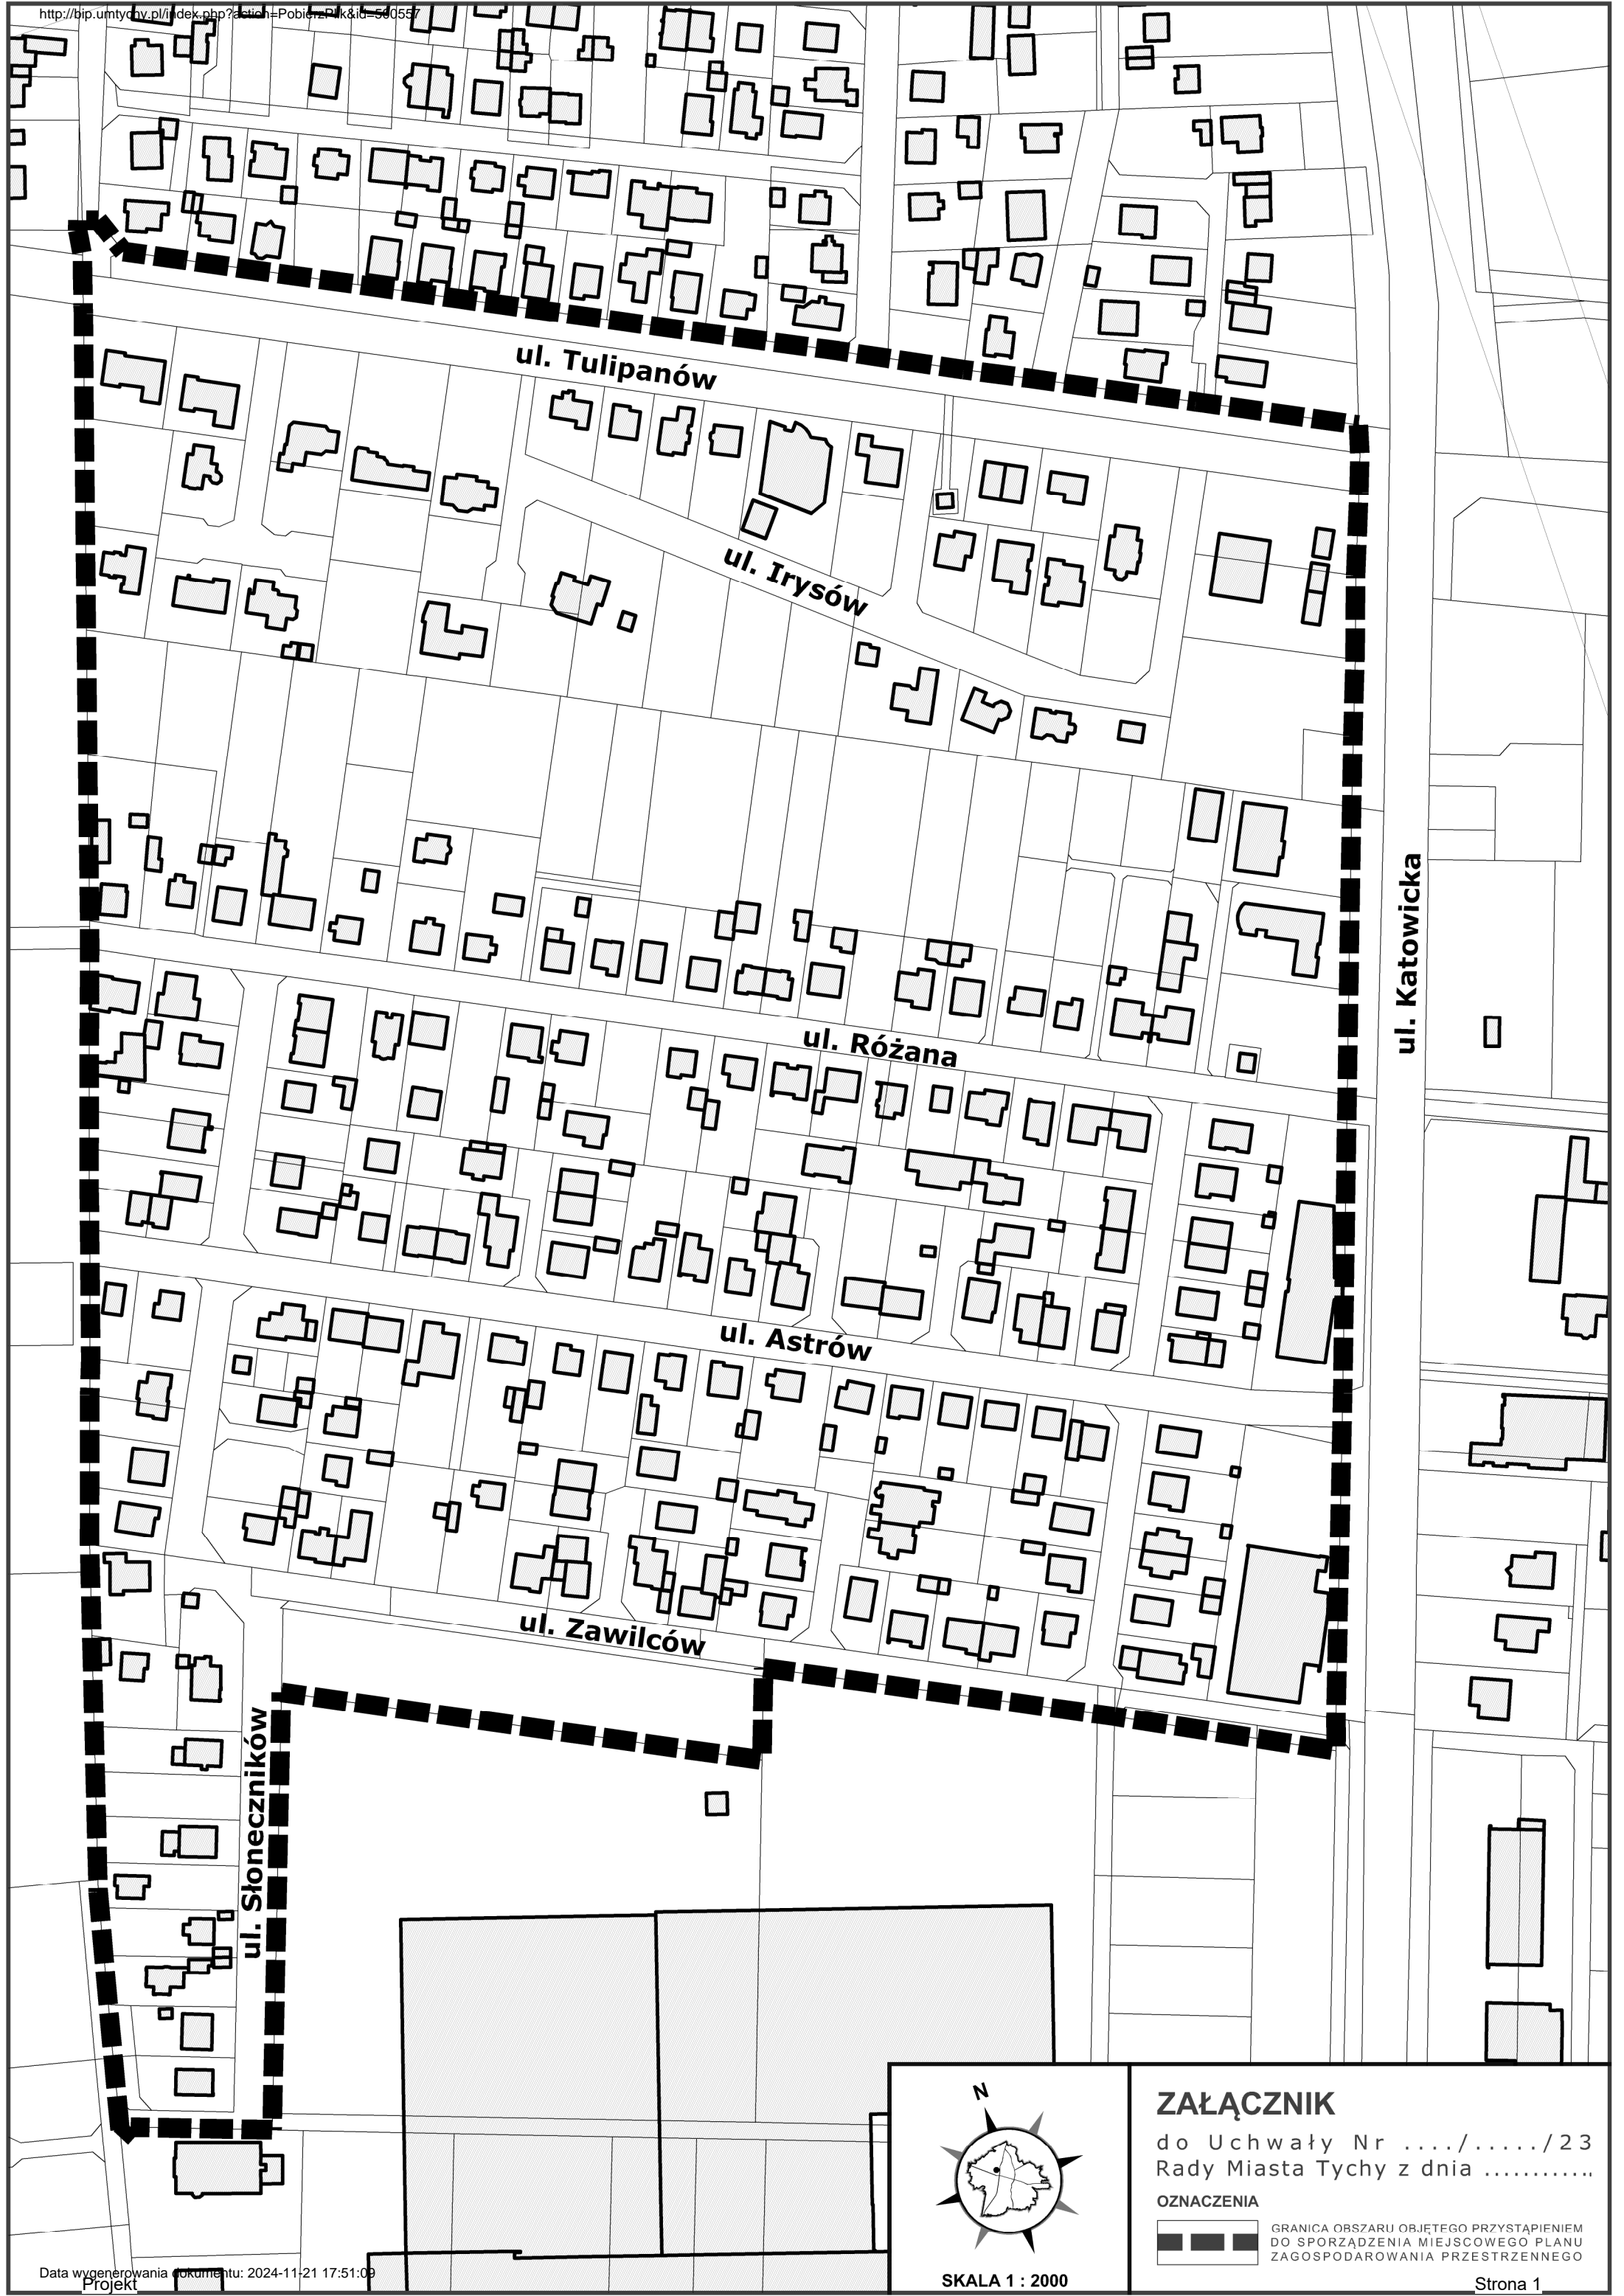 http://bip.umtychy.pl/index.php?action=PobierzPlik&id=500557
ul. Tulipanów
ul. Irysów
ul. Katowicka
ul. Różana
ul. Astrów
ul. Zawilców
ul. Słoneczników
N
SKALA 1 : 2000
ZAŁĄCZNIK
do Uchwały Nr ..../...../23
Rady Miasta Tychy z dnia ...........
OZNACZENIA
GRANICA OBSZARU OBJĘTEGO PRZYSTĄPIENIEM
DO SPORZĄDZENIA MIEJSCOWEGO PLANU
ZAGOSPODAROWANIA PRZESTRZENNEGO
Data wygenerowania dokumentu: 2024-11-21 17:51:09
Projekt
Strona 1